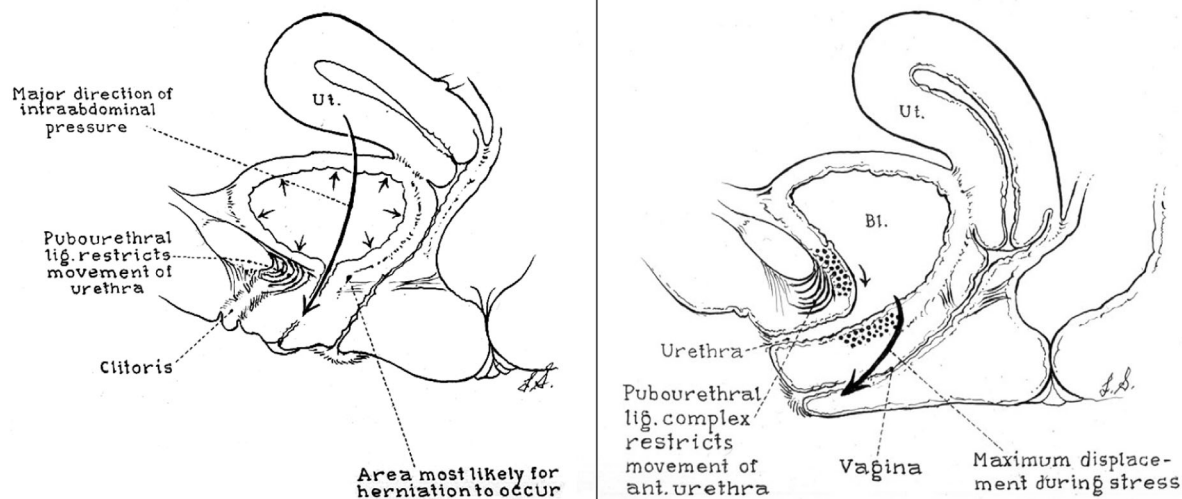 Major direction of
intraabdominal
pressure
Ut.
Pubourethral
lig. restricts
movement of
urethra
Clitoris
Area most likely for
herniation to occur
Ut.
Bl.
Urethra
Pubourethral
lig. complex
restricts
movement of
ant. urethra
Vagina
Maximum displace-
ment during stress